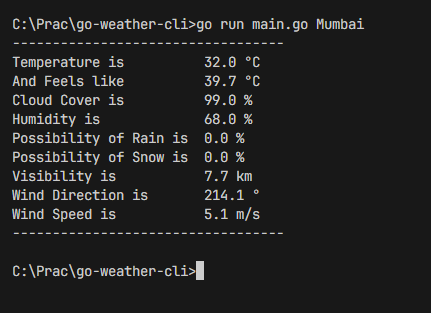 C:\Prac\go-weather-cli>go run main.go Mumbai
----------------------------------
Temperature is          32.0 °C
And Feels like          39.7 °C
Cloud Cover is          99.0 %
Humidity is             68.0 %
Possibility of Rain is  0.0 %
Possibility of Snow is  0.0 %
Visibility is           7.7 km
Wind Direction is       214.1 °
Wind Speed is           5.1 m/s
----------------------------------
C:\Prac\go-weather-cli>